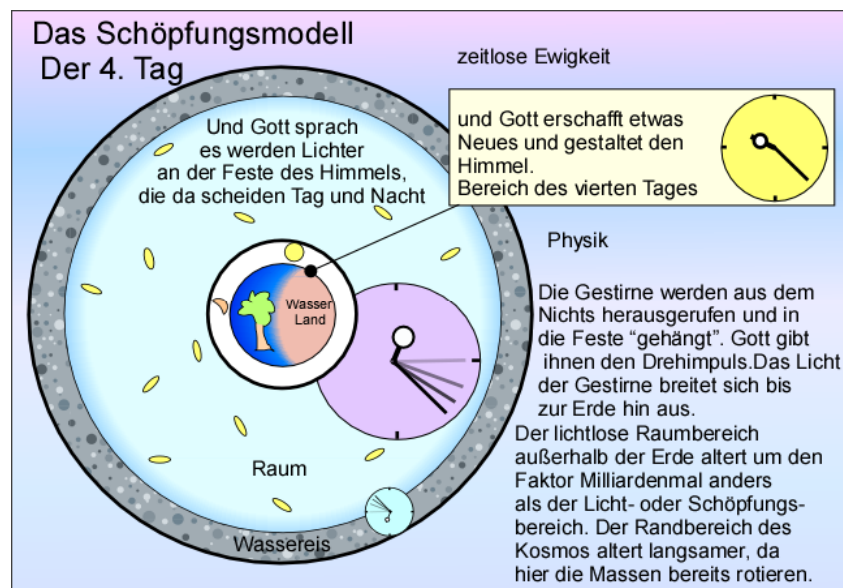 Das Schöpfungsmodell
Der 4. Tag
zeitlose Ewigkeit
und Gott erschafft etwas
Neues und gestaltet den
Himmel.
Bereich des vierten Tages
Und Gott sprach
es werden Lichter
an der Feste des Himmels,
die da scheiden Tag und Nacht
Physik
Wasser
Land
Die Gestirne werden aus dem
Nichts herausgerufen und in
die Feste “gehängt”. Gott gibt
ihnen den Drehimpuls.Das Licht
der Gestirne breitet sich bis
zur Erde hin aus.
Der lichtlose Raumbereich
außerhalb der Erde altert um den
Faktor Milliardenmal anders
als der Licht- oder Schöpfungs-
bereich. Der Randbereich des
Kosmos altert langsamer, da
hier die Massen bereits rotieren.
Raum
Wassereis